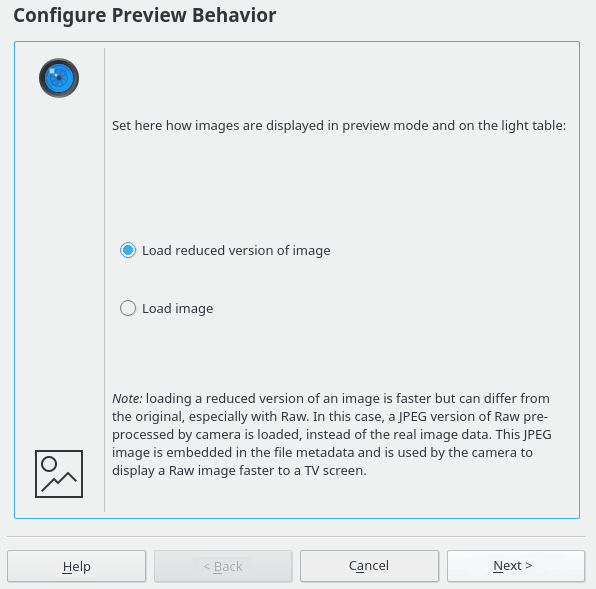 Configure Preview Behavior
Set here how images are displayed in preview mode and on the light table:
Load reduced version of image
Load image
Note: loading a reduced version of an image is faster but can differ from
the original, especially with Raw. In this case, a JPEG version of Raw pre-
processed by camera is loaded, instead of the real image data. This JPEG
image is embedded in the file metadata and is used by the camera to
display a Raw image faster to a TV screen.
Help
< Back
Cancel
Next >